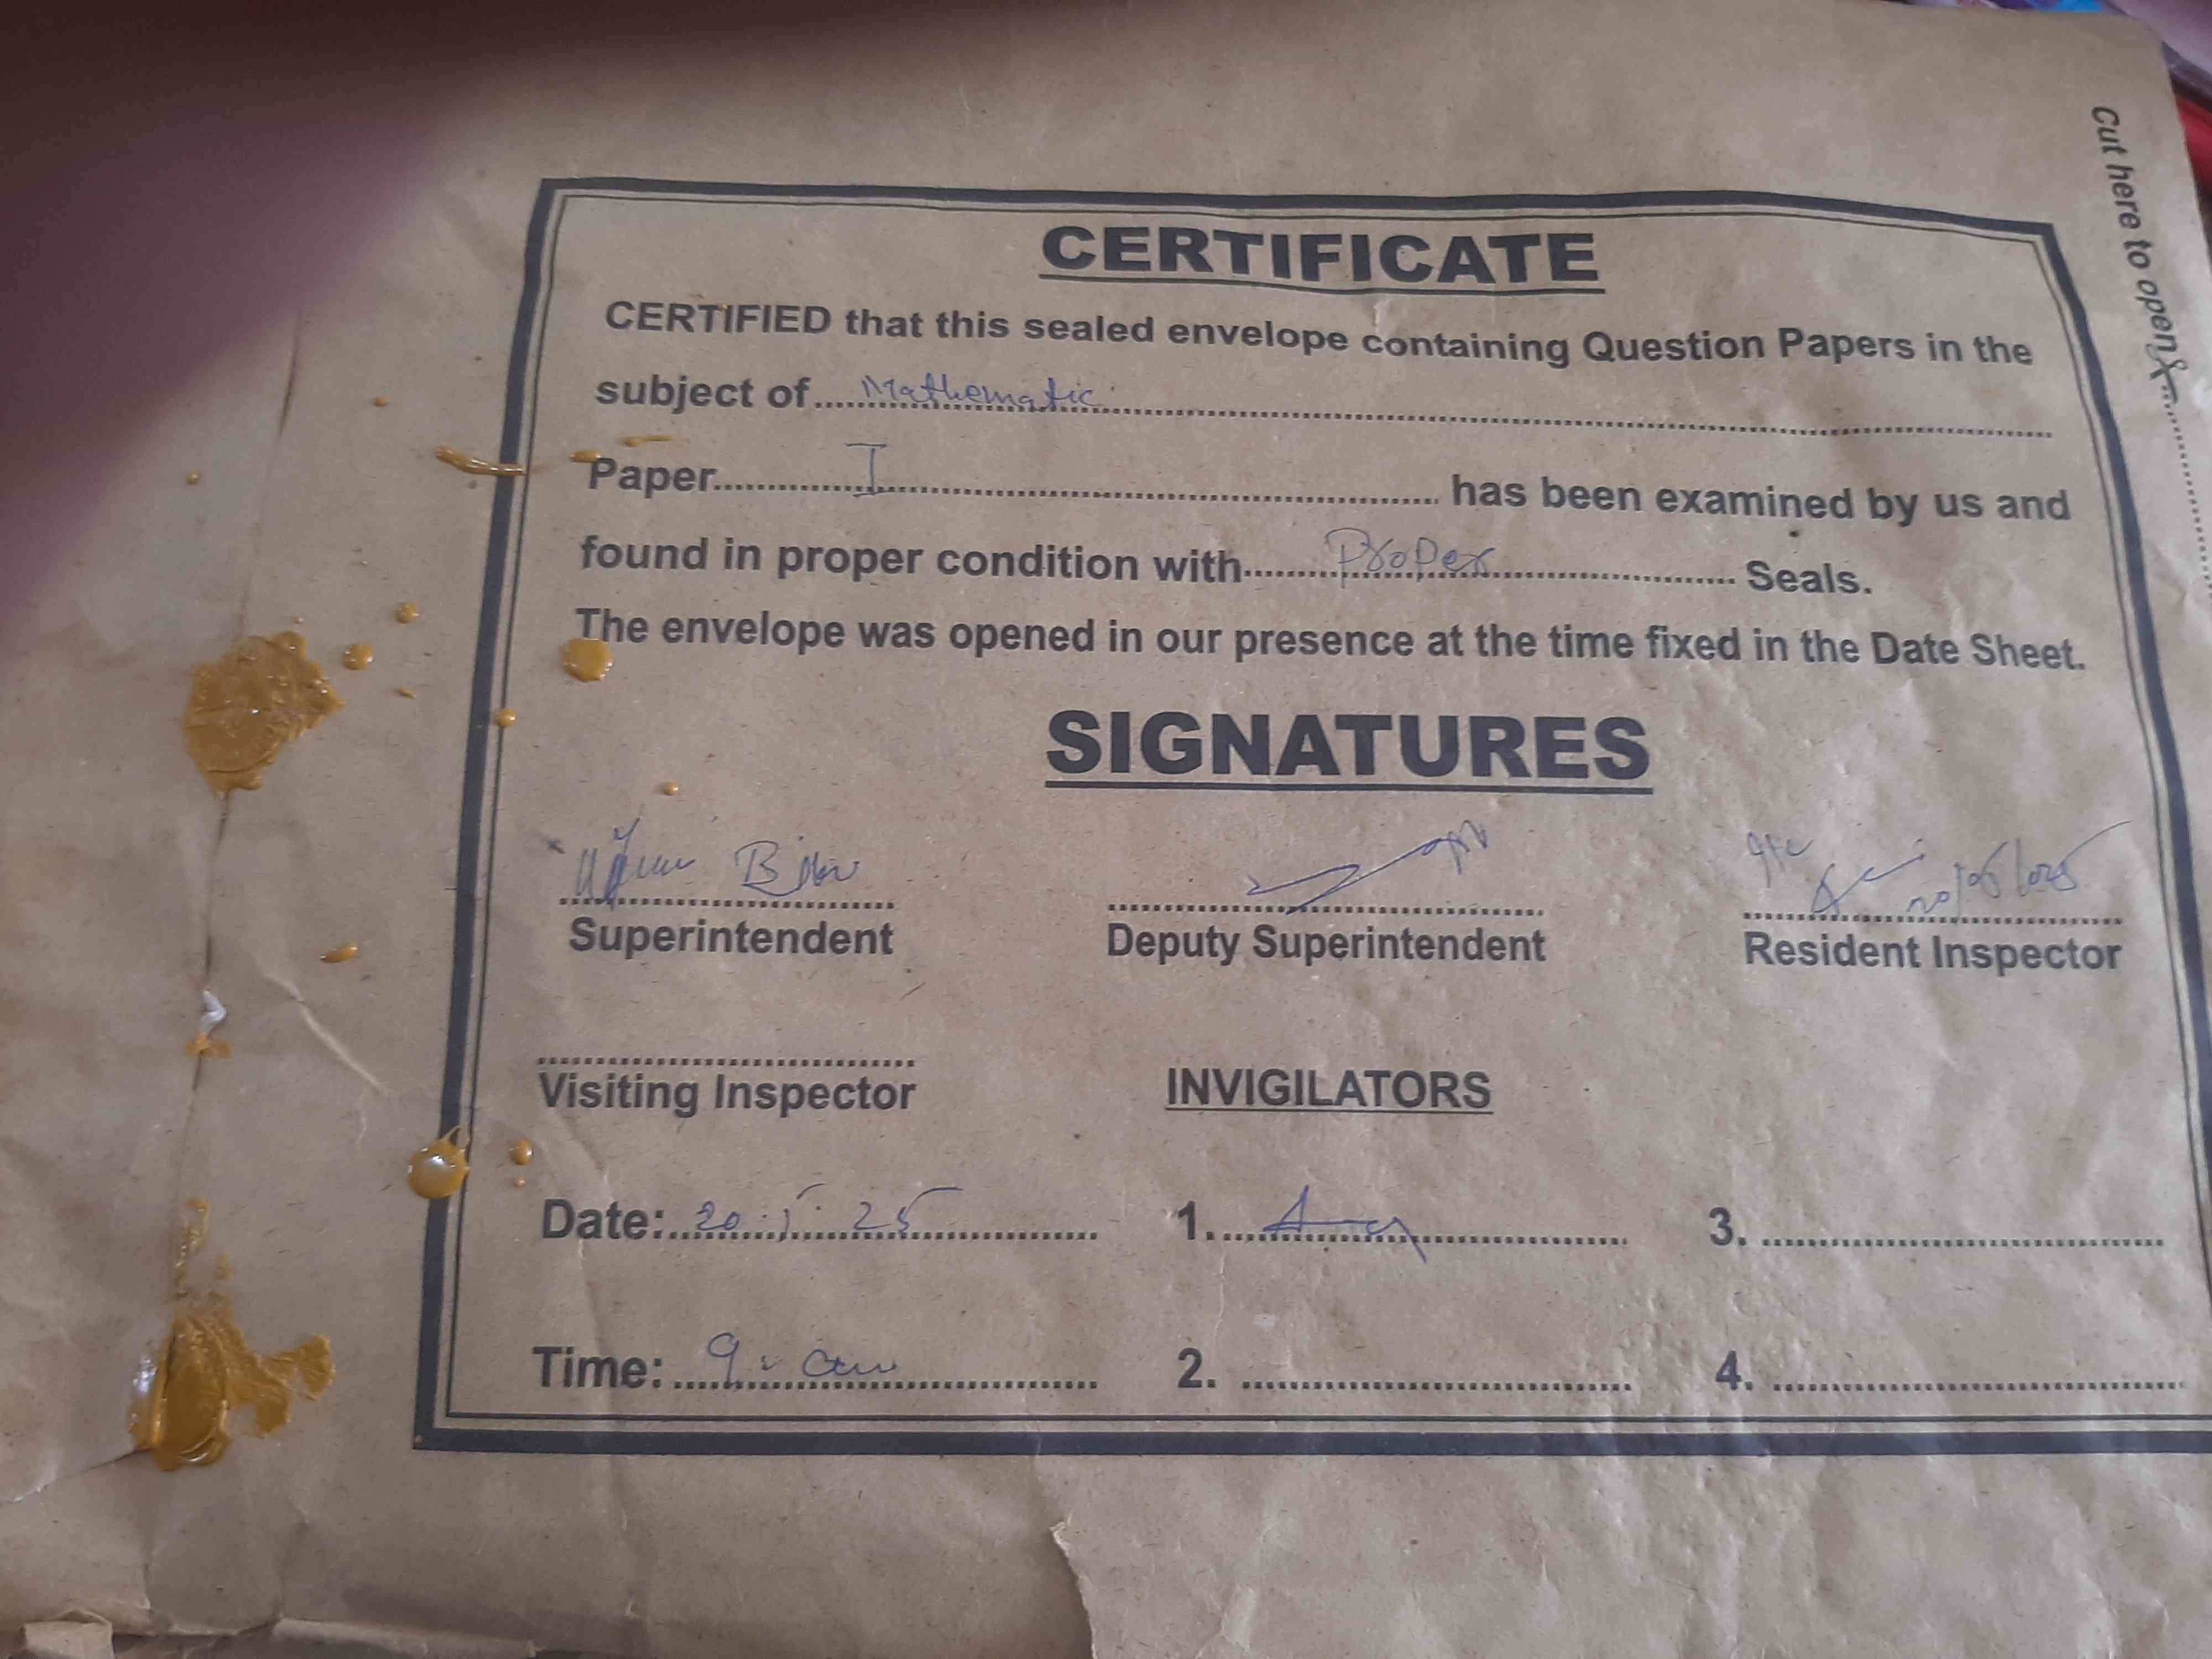 Cut here to open
CERTIFICATE
CERTIFIED that this sealed envelope containing Question Papers in the
subject of Mathematic
Paper I has been examined by us and
found in proper condition with Proper Seals.
The envelope was opened in our presence at the time fixed in the Date Sheet.
SIGNATURES
Superintendent Deputy Superintendent Resident Inspector
Visiting Inspector INVIGILATORS
Date: 20.5.25 1. 3.
Time: 9: am 2. 4.